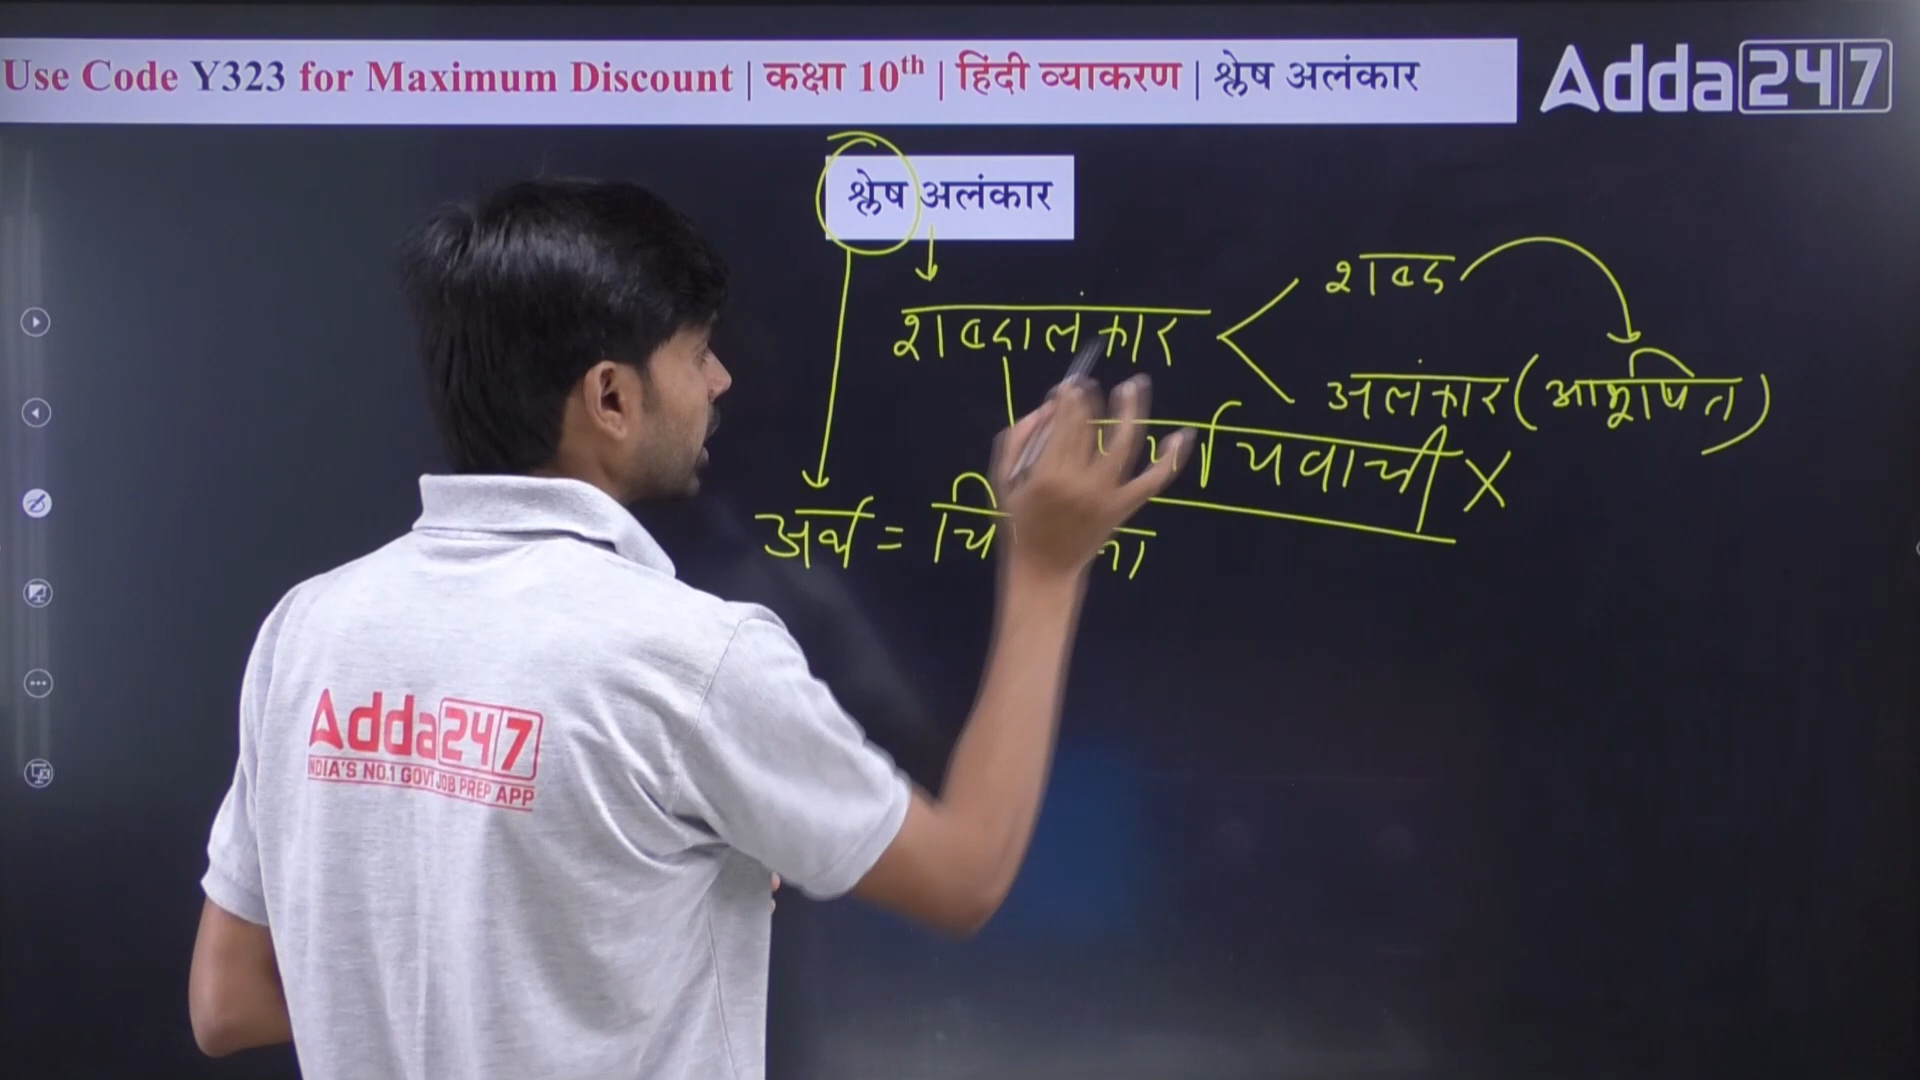 Use Code Y323 for Maximum Discount | कक्षा 10th | हिंदी व्याकरण | श्लेष अलंकार
Adda247
श्लेष अलंकार
शब्द
शब्दालंकार
अलंकार (आभूषित)
पर्यायवाची X
अर्थ =
Adda247
INDIA'S NO.1 GOVT JOB PREP APP